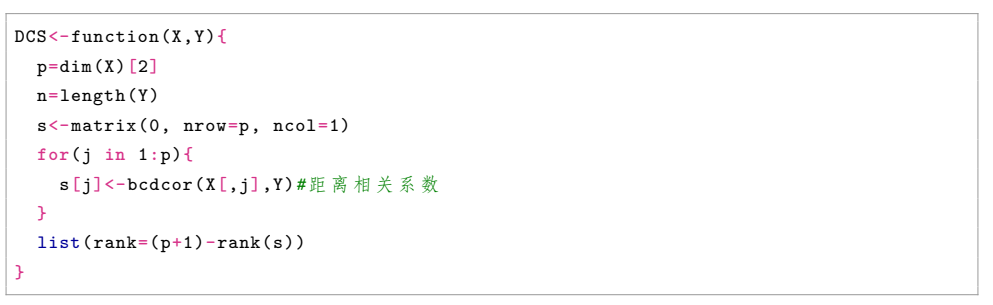 DCS<-function(X,Y){
  p=dim(X)[2]
  n=length(Y)
  s<-matrix(0, nrow=p, ncol=1)
  for(j in 1:p){
    s[j]<-bcdcor(X[,j],Y)#距离相关系数
  }
  list(rank=(p+1)-rank(s))
}